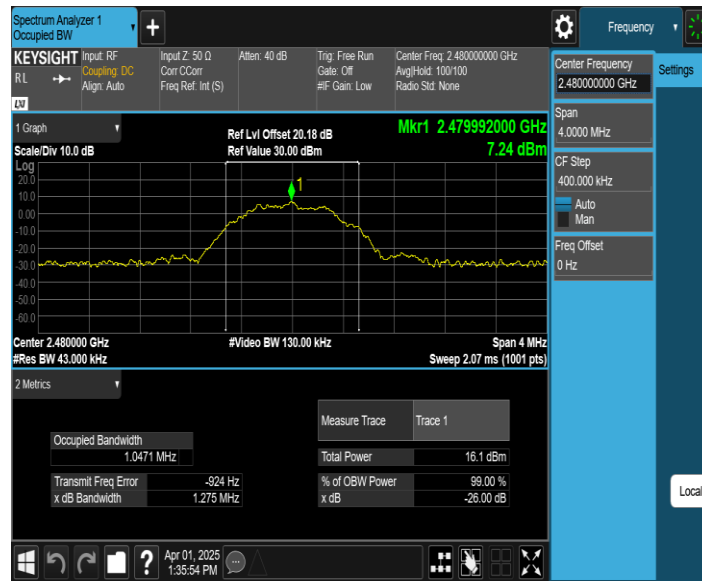 Spectrum Analyzer 1
Occupied BW
+
Frequency
KEYSIGHT
RL
LXI
Input: RF
Coupling: DC
Align: Auto
Input Z: 50 Ω
Corr CCorr
Freq Ref: Int (S)
Atten: 40 dB
Trig: Free Run
Gate: Off
#IF Gain: Low
Center Freq: 2.480000000 GHz
Avg|Hold: 100/100
Radio Std: None
1 Graph
Scale/Div 10.0 dB
Ref Lvl Offset 20.18 dB
Ref Value 30.00 dBm
Mkr1 2.479992000 GHz
7.24 dBm
Log
20.0
10.0
0.00
-10.0
-20.0
-30.0
-40.0
-50.0
-60.0
1
Center 2.480000 GHz
#Res BW 43.000 kHz
#Video BW 130.00 kHz
Span 4 MHz
Sweep 2.07 ms (1001 pts)
2 Metrics
Measure Trace Trace 1
Occupied Bandwidth
1.0471 MHz
Total Power 16.1 dBm
Transmit Freq Error -924 Hz
% of OBW Power 99.00 %
x dB Bandwidth 1.275 MHz
x dB -26.00 dB
Center Frequency
2.480000000 GHz
Settings
Span
4.0000 MHz
CF Step
400.000 kHz
Auto
Man
Freq Offset
0 Hz
Local
?
Apr 01, 2025
1:35:54 PM